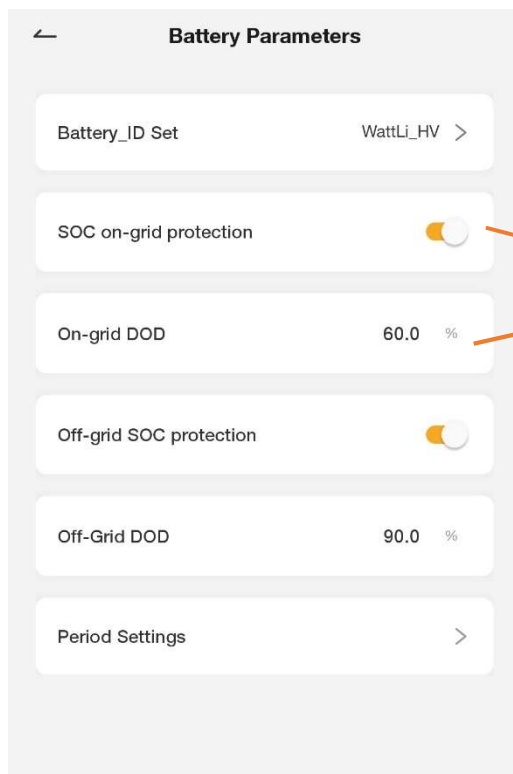 Battery Parameters
Battery_ID Set WattLi_HV
SOC on-grid protection
On-grid DOD 60.0 %
Off-grid SOC protection
Off-Grid DOD 90.0 %
Period Settings